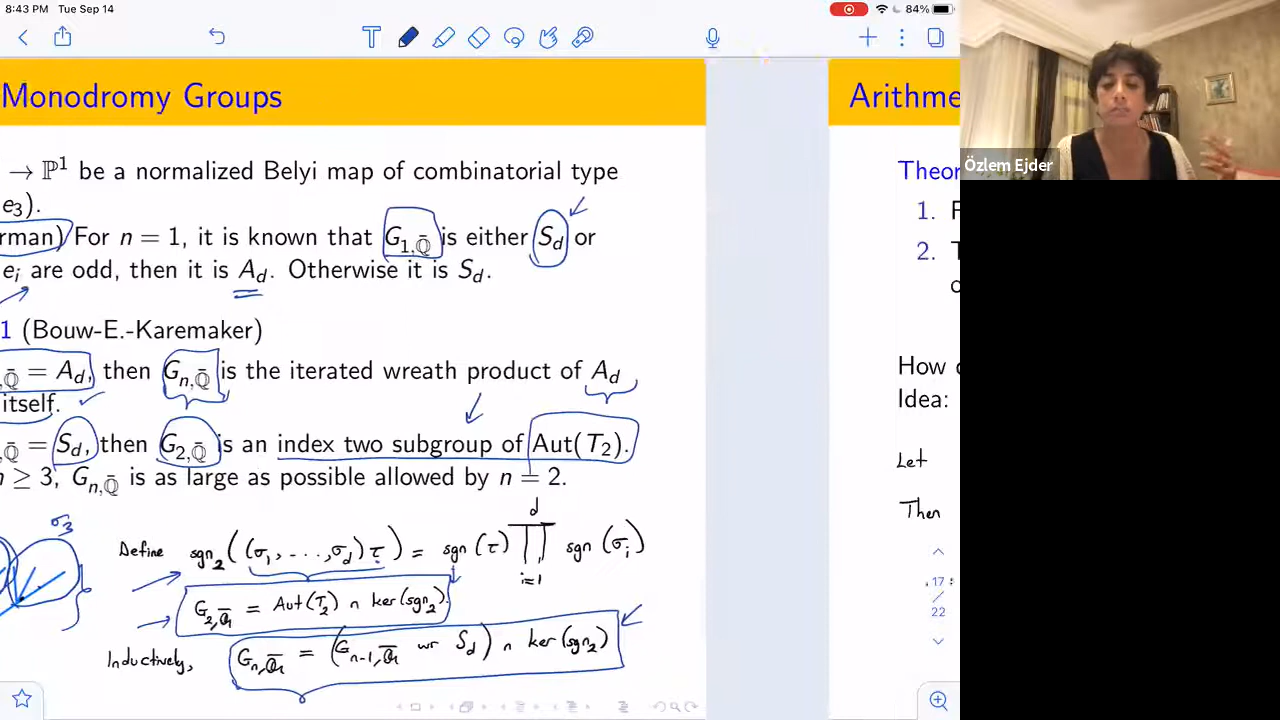 8:43 PM Tue Sep 14
84%
Monodromy Groups
→ ℙ¹ be a normalized Belyi map of combinatorial type
e₃).
rman) For n = 1, it is known that G₁,ℚ̄ is either S_d or
e_i are odd, then it is A_d. Otherwise it is S_d.
1 (Bouw-E.-Karemaker)
,ℚ̄ = A_d, then G_n,ℚ̄ is the iterated wreath product of A_d
itself.
,ℚ̄ = S_d, then G₂,ℚ̄ is an index two subgroup of Aut(T₂).
n ≥ 3, G_n,ℚ̄ is as large as possible allowed by n = 2.
σ₃
Define sgn₂((σ₁, ..., σ_d)τ) = sgn(τ) ∏_{i=1}^{d} sgn(σ_i)
G₂,ℚ̄ = Aut(T₂) ∩ ker(sgn₂).
Inductively, G_n,ℚ̄ = (G_n-1,ℚ̄ wr S_d) ∩ ker(sgn₂)
Arithme
Theor
1. F
2. T
o
How
Idea:
Let
Then
17
/
22
Özlem Ejder